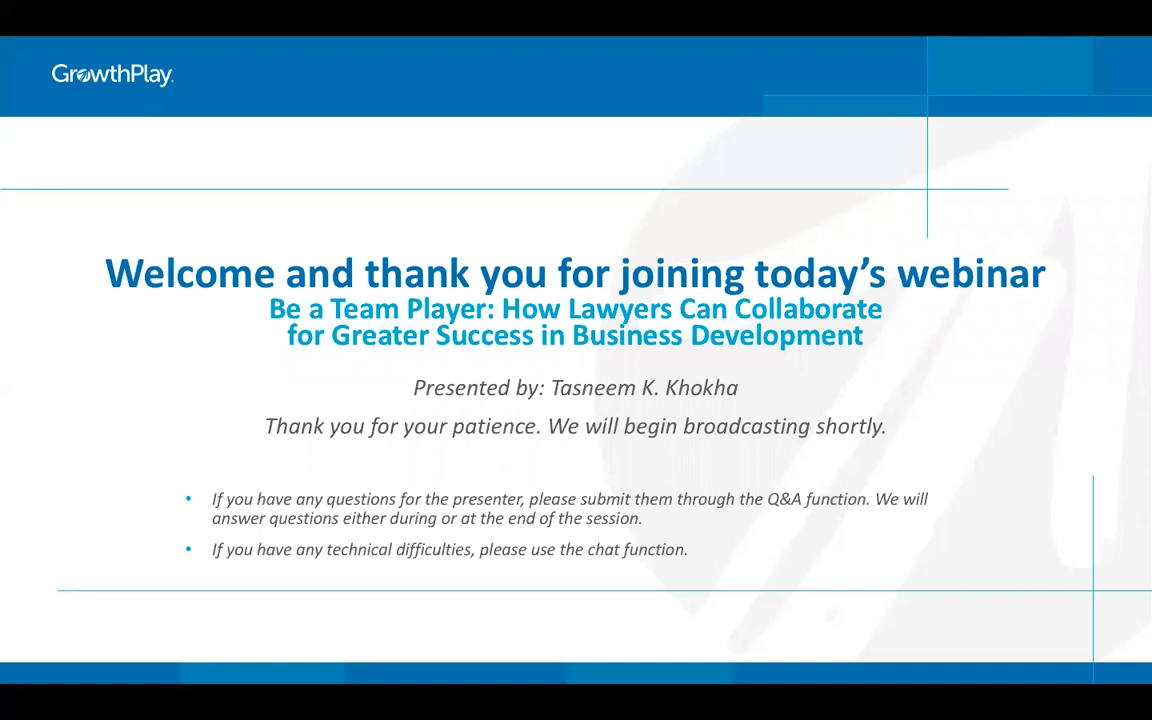 GrowthPlay.
Welcome and thank you for joining today's webinar
Be a Team Player: How Lawyers Can Collaborate
for Greater Success in Business Development
Presented by: Tasneem K. Khokha
Thank you for your patience. We will begin broadcasting shortly.
• If you have any questions for the presenter, please submit them through the Q&A function. We will
answer questions either during or at the end of the session.
• If you have any technical difficulties, please use the chat function.